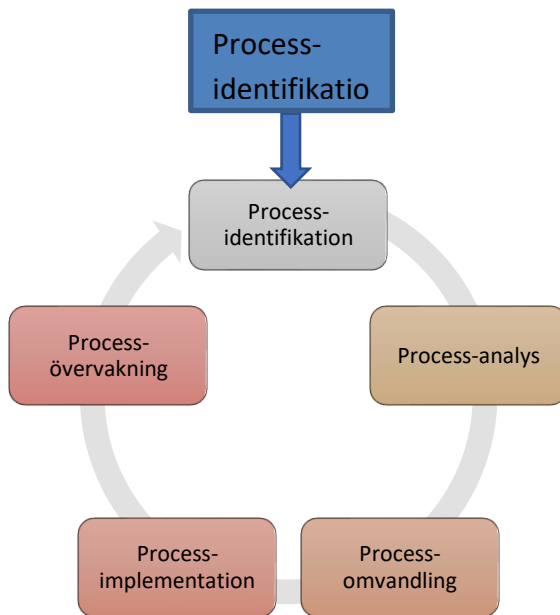 Process-
identifikatio
Process-
identifikation
Process-
övervakning
Process-analys
Process-
implementation
Process-
omvandling